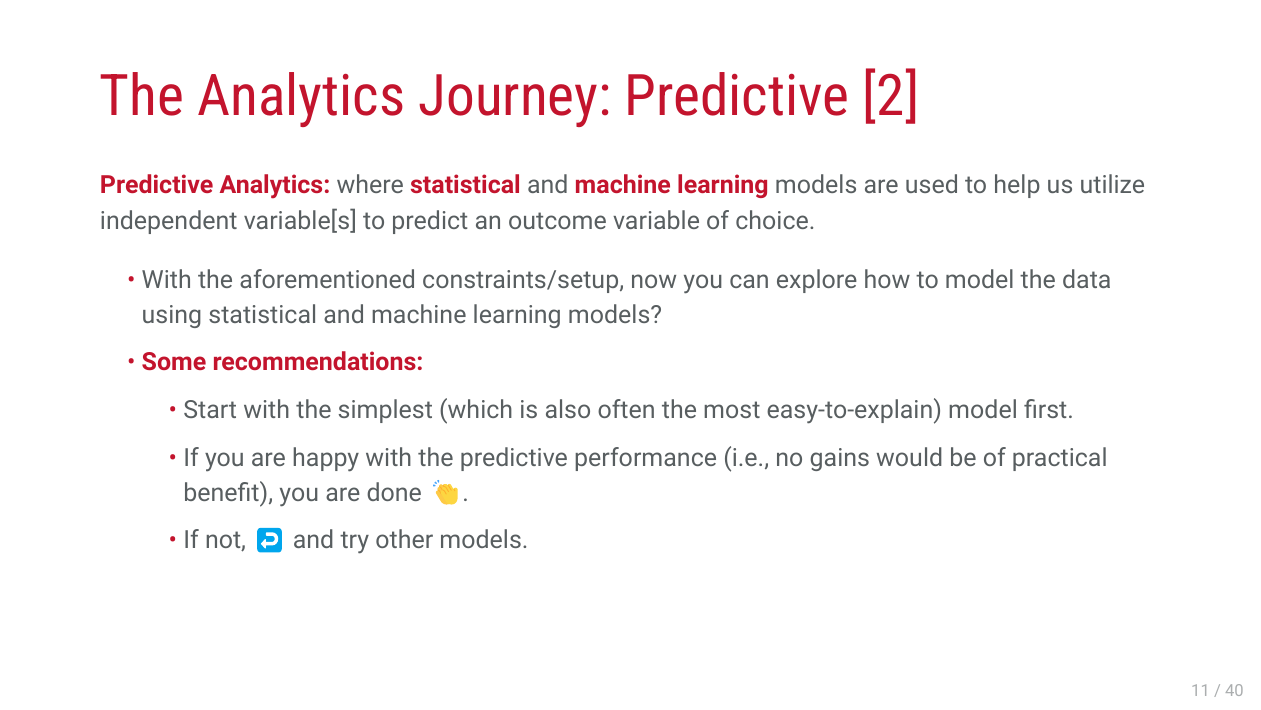 The Analytics Journey: Predictive [2]
Predictive Analytics: where statistical and machine learning models are used to help us utilize
independent variable[s] to predict an outcome variable of choice.
• With the aforementioned constraints/setup, now you can explore how to model the data
using statistical and machine learning models?
• Some recommendations:
• Start with the simplest (which is also often the most easy-to-explain) model first.
• If you are happy with the predictive performance (i.e., no gains would be of practical
benefit), you are done 👏.
• If not, ↩️ and try other models.
11 / 40